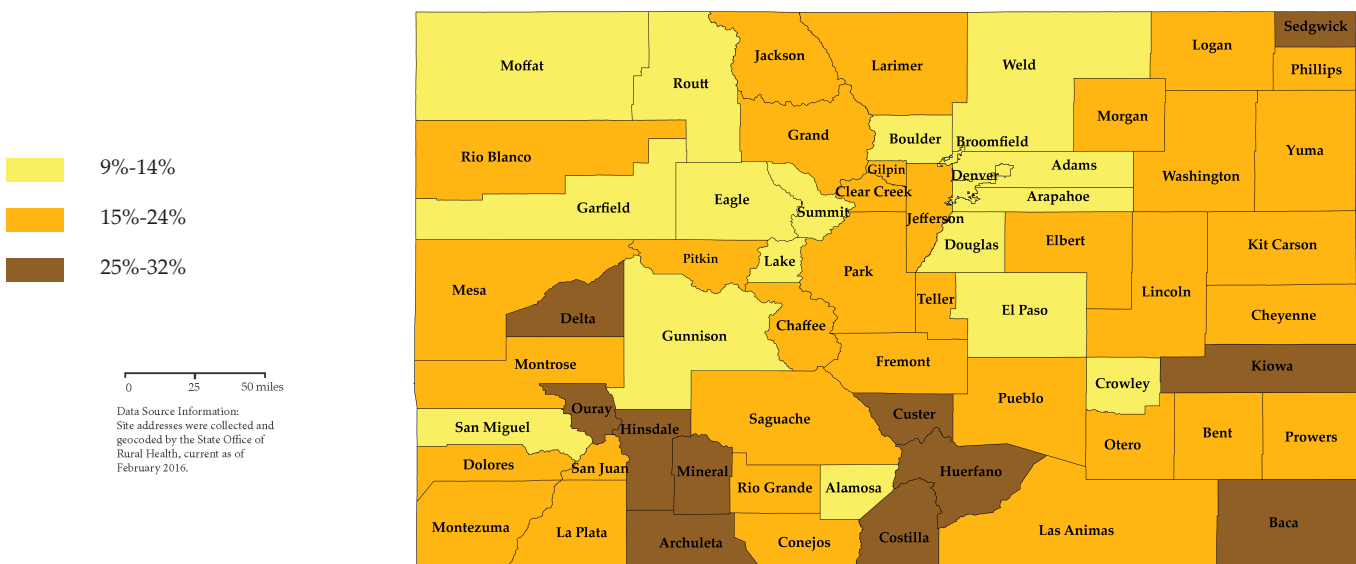 9%-14%
15%-24%
25%-32%
0 25 50 miles
Data Source Information:
Site addresses were collected and
geocoded by the State Office of
Rural Health, current as of
February 2016.
Sedgwick
Logan
Jackson
Moffat
Larimer
Weld
Phillips
Routt
Morgan
Grand
Boulder
Broomfield
Yuma
Rio Blanco
Adams
Gilpin
Denver
Washington
Clear Creek
Arapahoe
Eagle
Garfield
Summit
Jefferson
Douglas
Elbert
Kit Carson
Pitkin
Lake
Park
Mesa
Lincoln
Teller
El Paso
Cheyenne
Delta
Chaffee
Gunnison
Montrose
Fremont
Kiowa
Crowley
Pueblo
Ouray
Custer
Saguache
San Miguel
Hinsdale
Bent
Prowers
Otero
Dolores
San Juan
Mineral
Huerfano
Rio Grande
Alamosa
Baca
Montezuma
La Plata
Las Animas
Costilla
Archuleta
Conejos